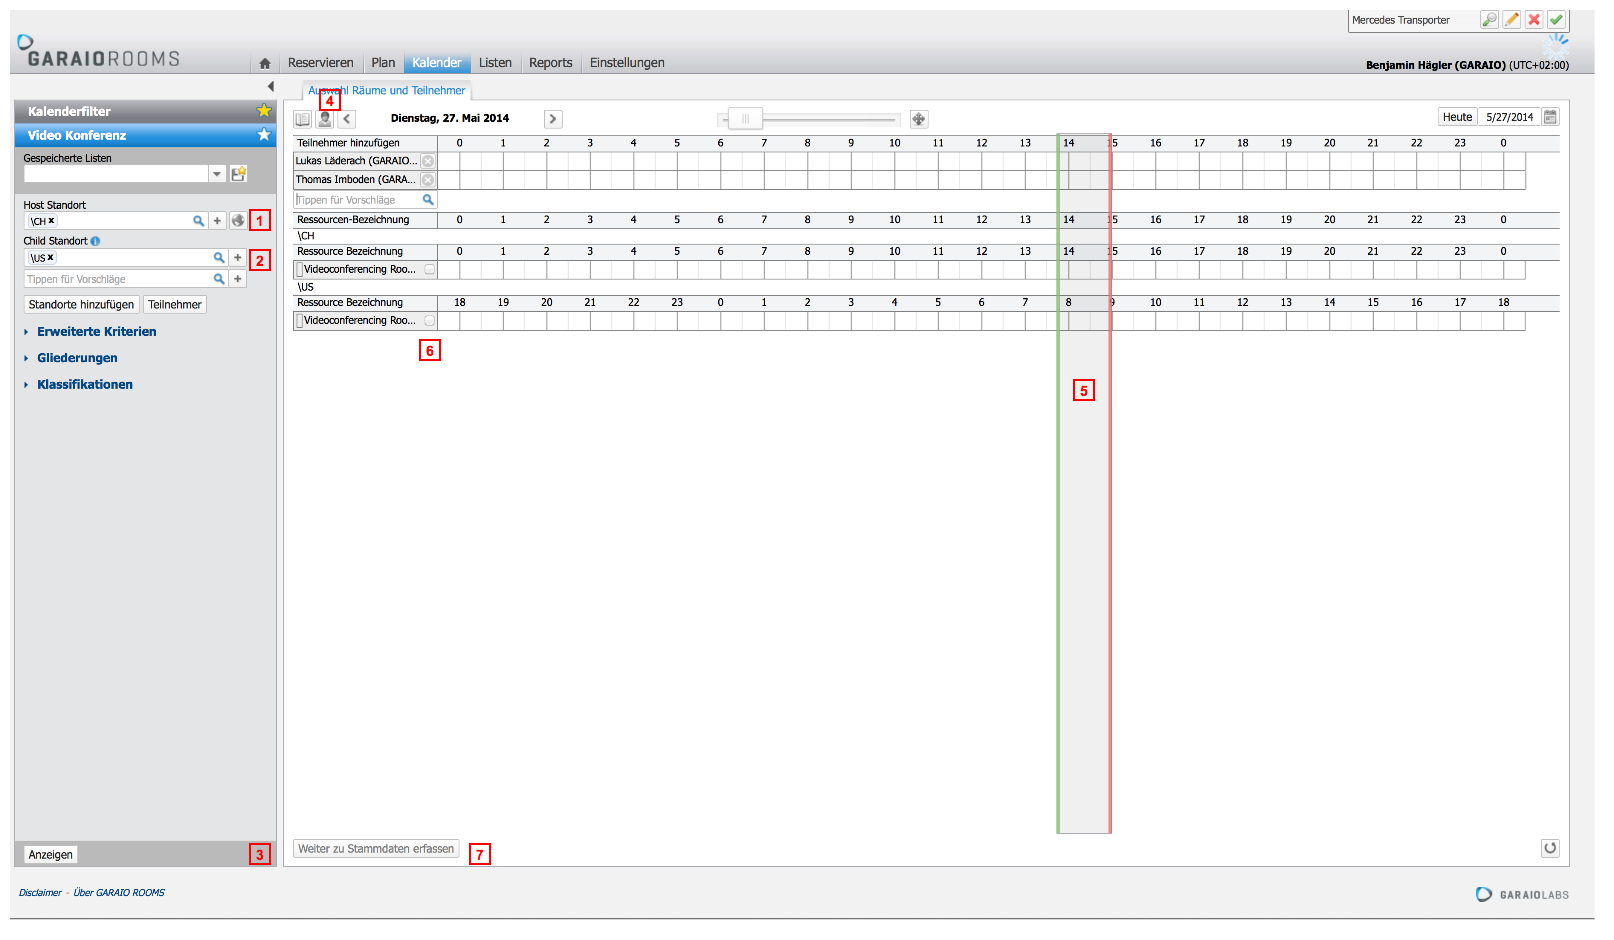 Mercedes Transporter
GARAIOROOMS
Reservieren Plan Kalender Listen Reports Einstellungen
Benjamin Hägler (GARAIO) (UTC+02:00)
Auswahl Räume und Teilnehmer
4
Kalenderfilter
Video Konferenz
Gespeicherte Listen
Host Standort
\CH x
1
Child Standort i
\US x
2
Tippen für Vorschläge
Standorte hinzufügen Teilnehmer
Erweiterte Kriterien
Gliederungen
Klassifikationen
Anzeigen
3
Dienstag, 27. Mai 2014
Heute 5/27/2014
Teilnehmer hinzufügen 0 1 2 3 4 5 6 7 8 9 10 11 12 13 14 15 16 17 18 19 20 21 22 23 0
Lukas Läderach (GARAIO...
Thomas Imboden (GARA...
Tippen für Vorschläge
Ressourcen-Bezeichnung 0 1 2 3 4 5 6 7 8 9 10 11 12 13 14 15 16 17 18 19 20 21 22 23 0
\CH
Ressource Bezeichnung 0 1 2 3 4 5 6 7 8 9 10 11 12 13 14 15 16 17 18 19 20 21 22 23 0
Videoconferencing Roo...
\US
Ressource Bezeichnung 18 19 20 21 22 23 0 1 2 3 4 5 6 7 8 9 10 11 12 13 14 15 16 17 18
Videoconferencing Roo...
6
5
Weiter zu Stammdaten erfassen
7
Disclaimer - Über GARAIO ROOMS
GARAIOLABS